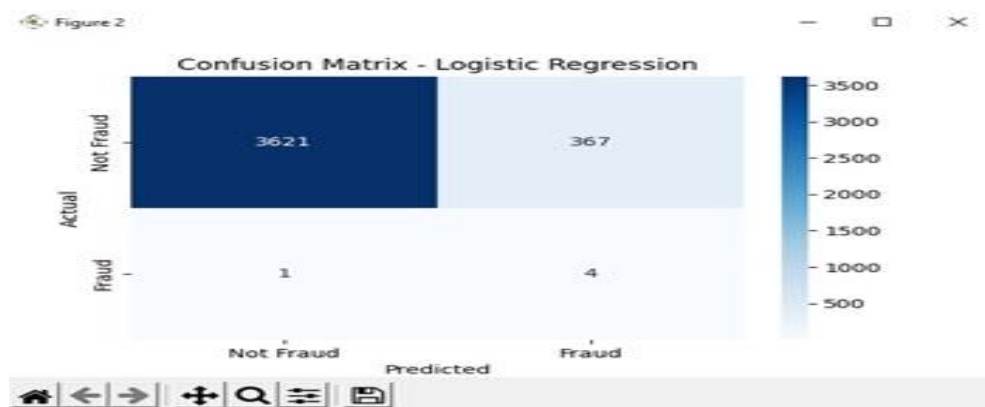 Figure 2
Confusion Matrix - Logistic Regression
Actual
Not Fraud
Fraud
3621 367
1 4
Not Fraud Fraud
Predicted
3500
3000
2500
2000
1500
1000
500